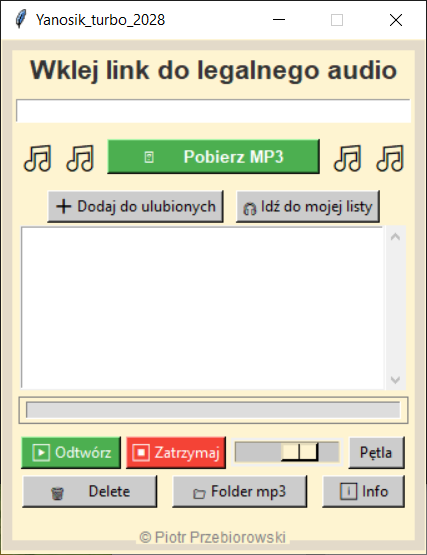 Yanosik_turbo_2028
Wklej link do legalnego audio
Pobierz MP3
Dodaj do ulubionych
Idź do mojej listy
Odtwórz
Zatrzymaj
Pętla
Delete
Folder mp3
Info
© Piotr Przebiorowski